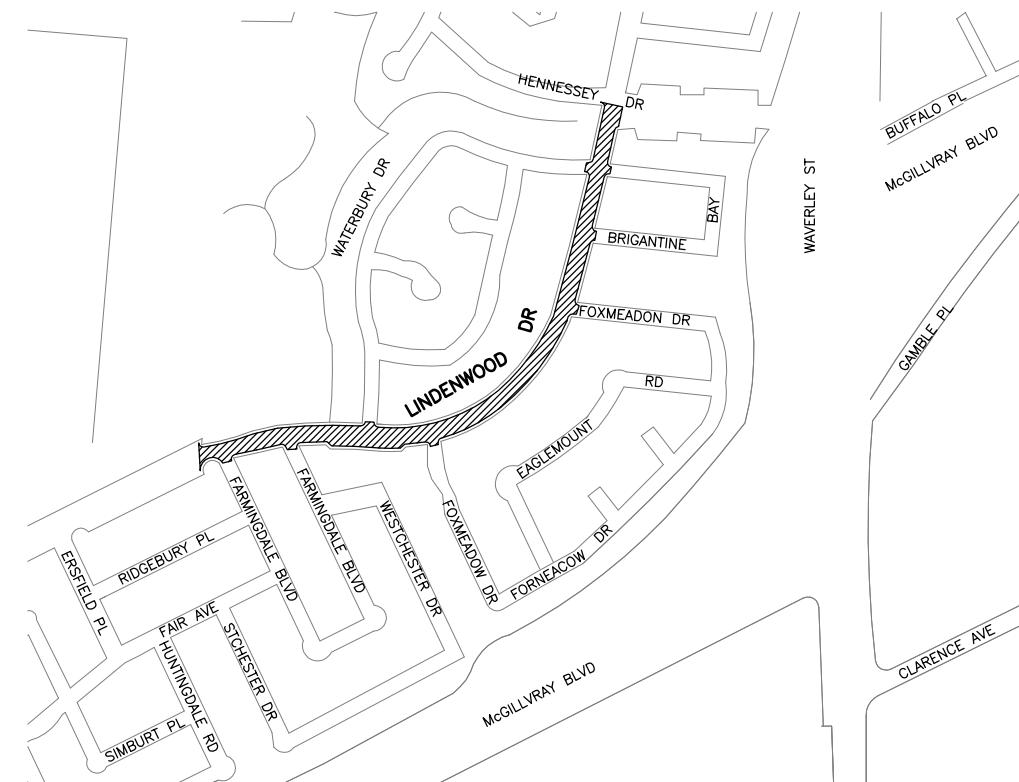 HENNESSEY DR
BUFFALO PL
McGILLVRAY BLVD
WATERBURY DR
WAVERLEY ST
BAY
BRIGANTINE
FOXMEADON DR
GAMBLE PL
LINDENWOOD DR
RD
EAGLEMOUNT
FARMINGDALE BLVD
FARMINGDALE BLVD
WESTCHESTER DR
FOXMEADOW DR
FORNEACOW DR
RIDGEBURY PL
ERSFIELD PL
FAIR AVE
STCHESTER DR
HUNTINGDALE RD
SIMBURT PL
McGILLVRAY BLVD
CLARENCE AVE